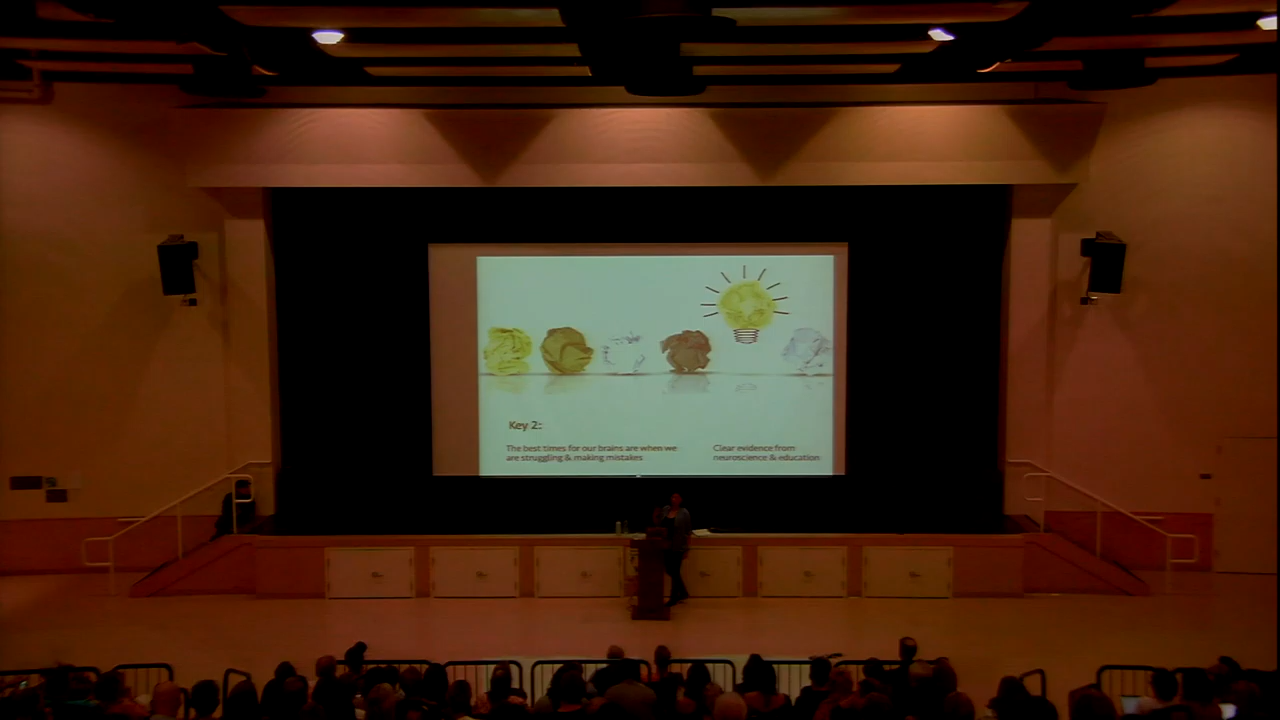 Key 2:
The best times for our brains are when we
are struggling & making mistakes
Clear evidence from
neuroscience & education